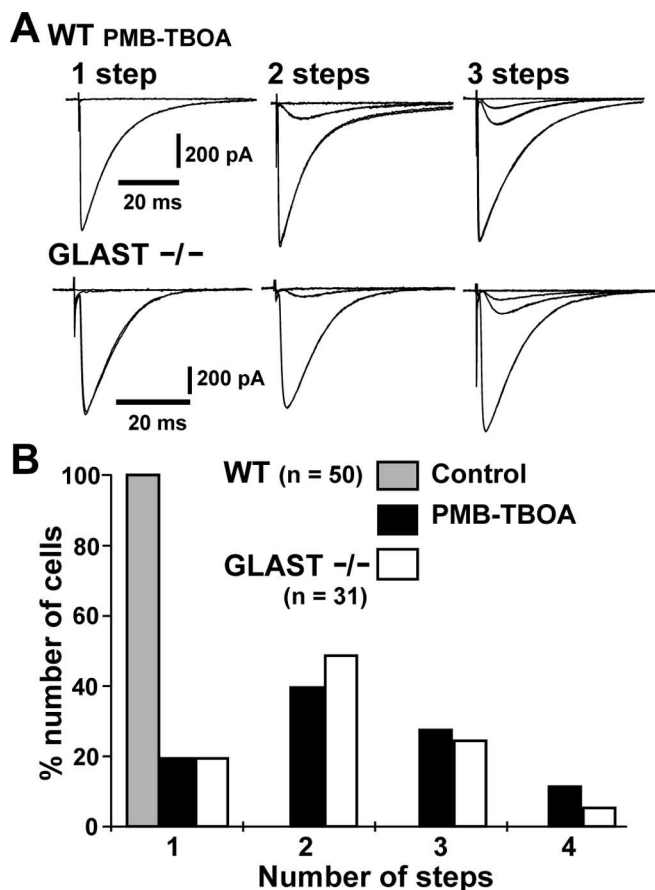 A
WT PMB-TBOA
1 step 2 steps 3 steps
200 pA
20 ms
GLAST −/−
200 pA
20 ms
B
WT (n = 50) Control
PMB-TBOA
GLAST −/−
(n = 31)
% number of cells
100
80
60
40
20
0
1 2 3 4
Number of steps